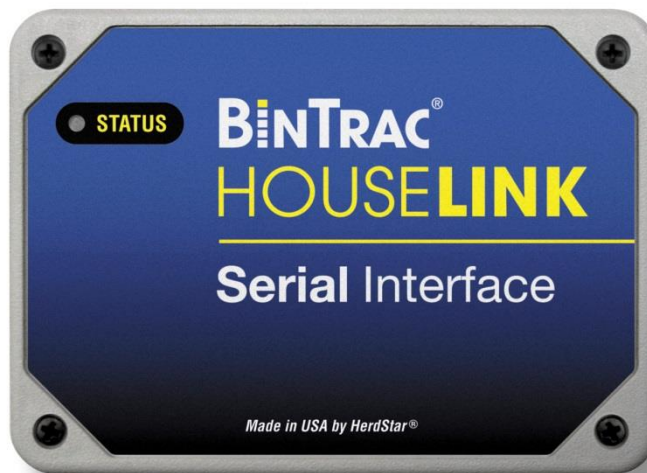 STATUS
BINTRAC®
HOUSELINK
Serial Interface
Made in USA by HerdStar®